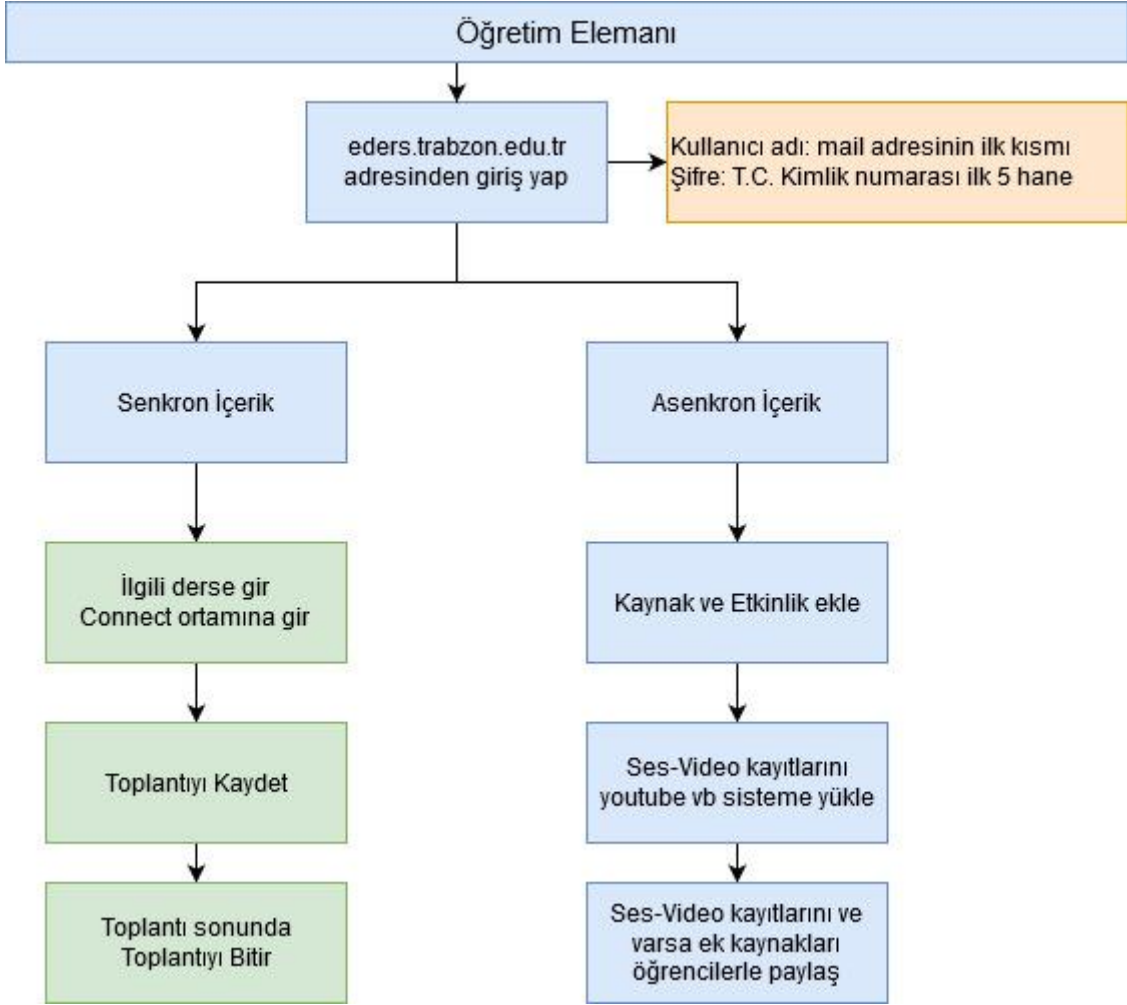 Öğretim Elemanı
eders.trabzon.edu.tr
adresinden giriş yap
Kullanıcı adı: mail adresinin ilk kısmı
Şifre: T.C. Kimlik numarası ilk 5 hane
Senkron İçerik
Asenkron İçerik
İlgili derse gir
Connect ortamına gir
Kaynak ve Etkinlik ekle
Toplantıyı Kaydet
Ses-Video kayıtlarını
youtube vb sisteme yükle
Toplantı sonunda
Toplantıyı Bitir
Ses-Video kayıtlarını ve
varsa ek kaynakları
öğrencilerle paylaş